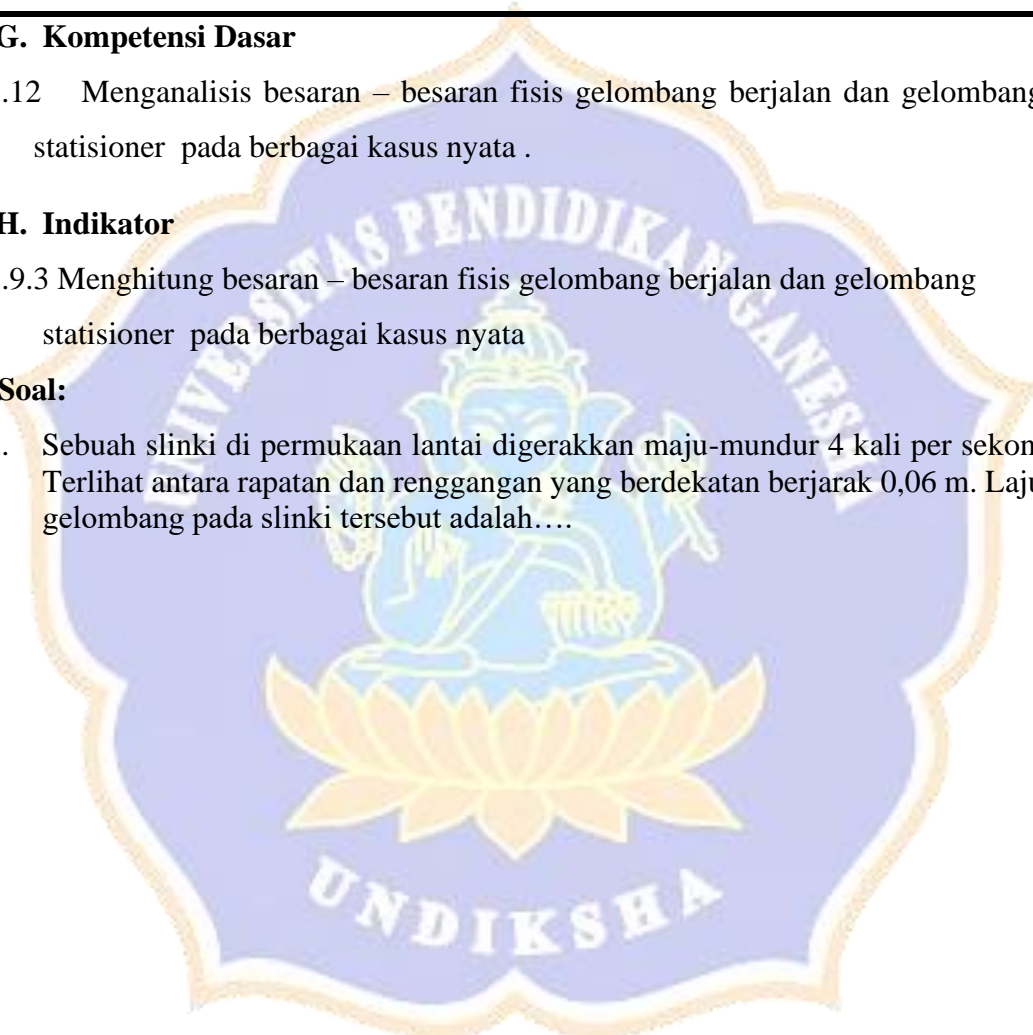 G. Kompetensi Dasar
.12 Menganalisis besaran – besaran fisis gelombang berjalan dan gelombang
statisioner pada berbagai kasus nyata .
H. Indikator
.9.3 Menghitung besaran – besaran fisis gelombang berjalan dan gelombang
statisioner pada berbagai kasus nyata
Soal:
. Sebuah slinki di permukaan lantai digerakkan maju-mundur 4 kali per sekon
Terlihat antara rapatan dan renggangan yang berdekatan berjarak 0,06 m. Laju
gelombang pada slinki tersebut adalah….
UNIVERSITAS PENDIDIKAN GANESHA
UNDIKSHA